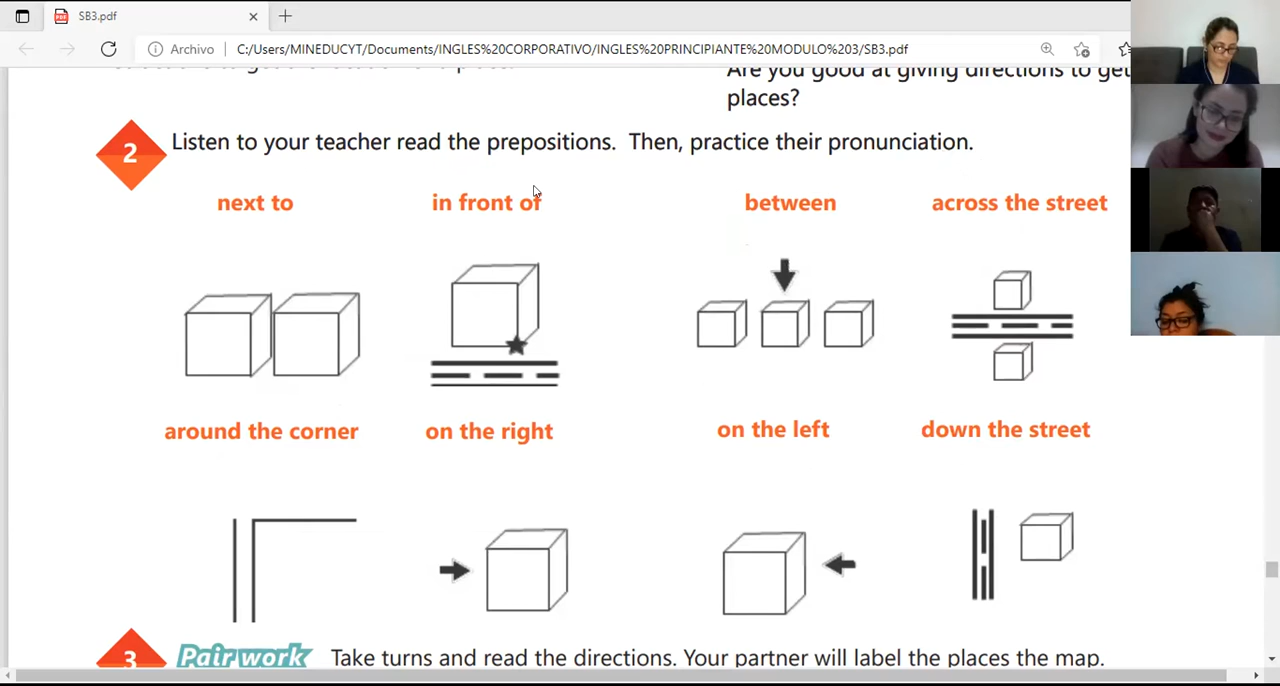 SB3.pdf
Archivo C:/Users/MINEDUCYT/Documents/INGLES%20CORPORATIVO/INGLES%20PRINCIPIANTE%20MODULO%203/SB3.pdf
Are you good at giving directions to get
places?
2 Listen to your teacher read the prepositions. Then, practice their pronunciation.
next to in front of between across the street
around the corner on the right on the left down the street
3 Pair work Take turns and read the directions. Your partner will label the places the map.